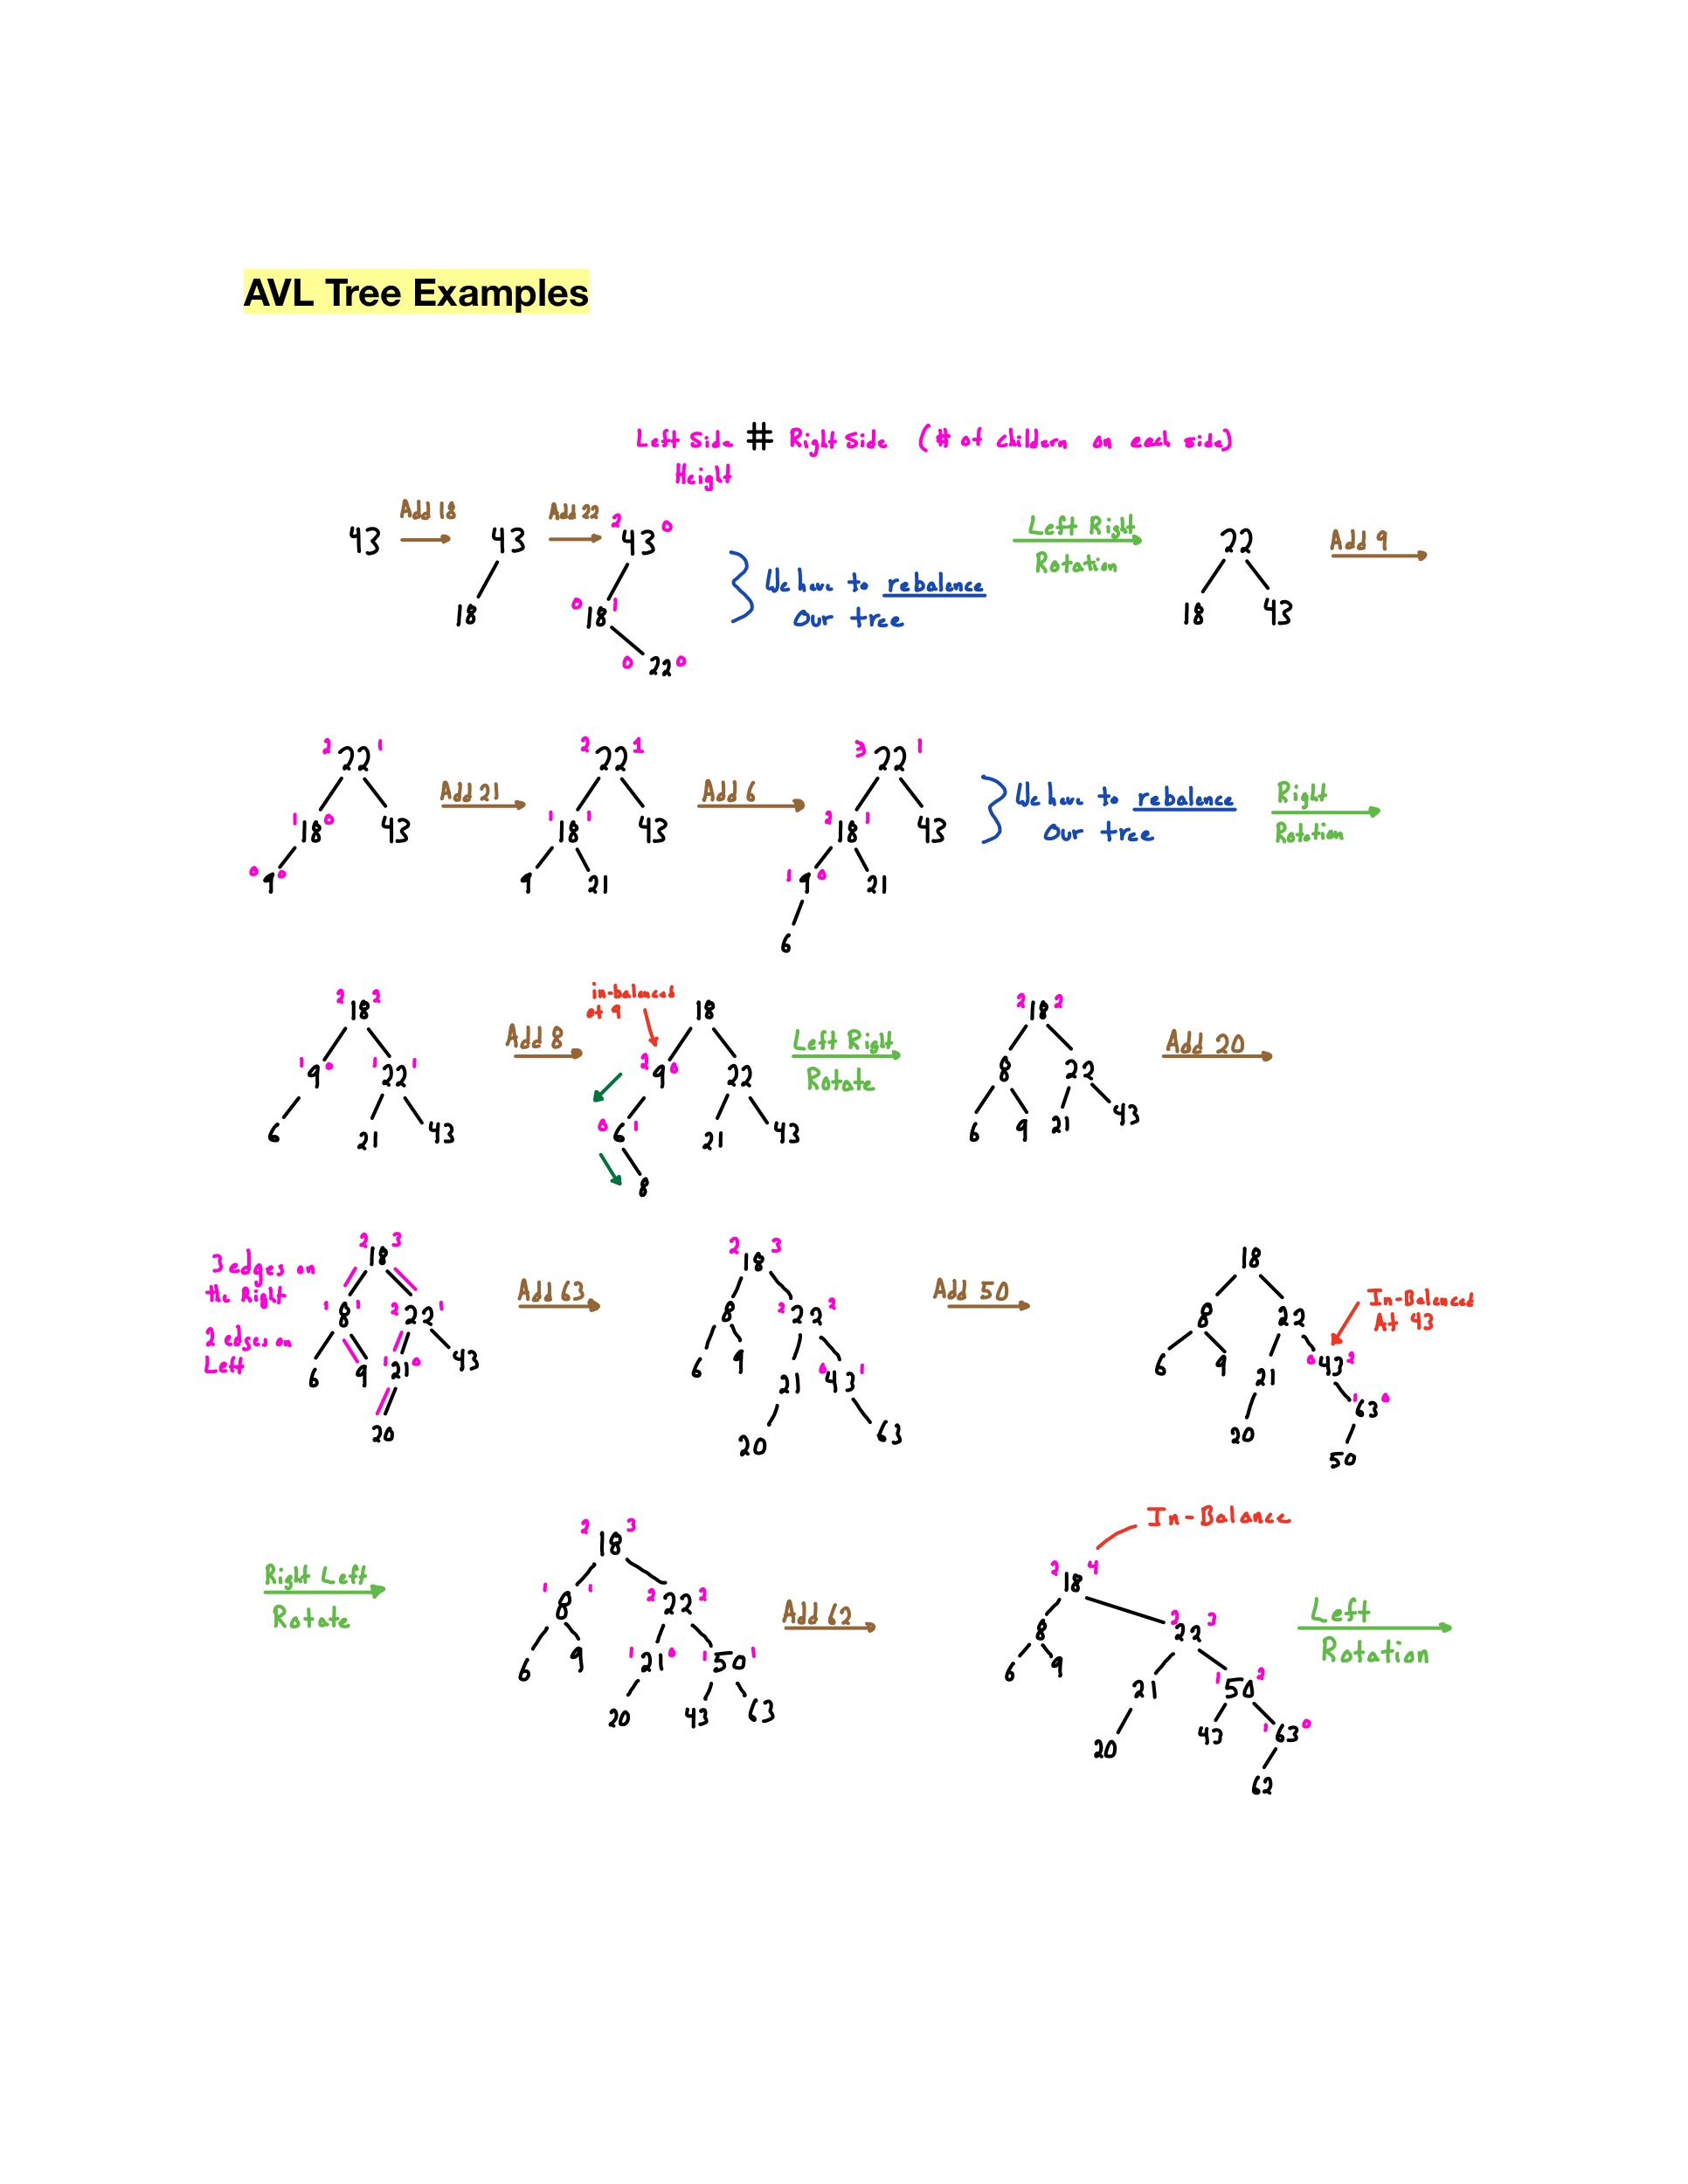 AVL Tree Examples
Left Side # Right Side (# of childern on each side)
Height
43 Add 18 43 Add 22 2 43 0 Left Right 22 Add 9
18 0 18 1 We have to rebalence Rotation 18 43
0 22 0 Our tree
2 22 1 2 22 1 3 22 1
1 18 0 43 Add 21 1 18 1 43 Add 6 2 18 1 43 We have to rebalence Right
0 9 0 9 21 1 9 0 21 Our tree Rotation
6
2 18 2 in-balenced 18 2 18 2
at 9
1 9 0 1 22 1 Add 8 2 9 0 22 Left Right 8 22 Add 20
6 21 43 0 6 1 21 43 Rotate 6 9 21 43
8
3 edges on 2 18 3 2 18 3 18
the Right Add 63 Add 50 In-Balenced
2 edges on 1 8 1 2 22 1 8 2 22 2 8 22 At 43
Left 6 9 1 21 0 43 6 9 21 0 43 1 6 9 21 0 43 2
20 20 63 20 1 63 0
50
2 18 3 In-Balance
Right Left 1 8 1 2 22 2 2 18 4
Rotate 6 9 1 21 0 1 50 1 Add 62 8 2 22 3 Left
20 43 63 6 9 21 1 50 2 Rotation
20 43 1 63 0
62